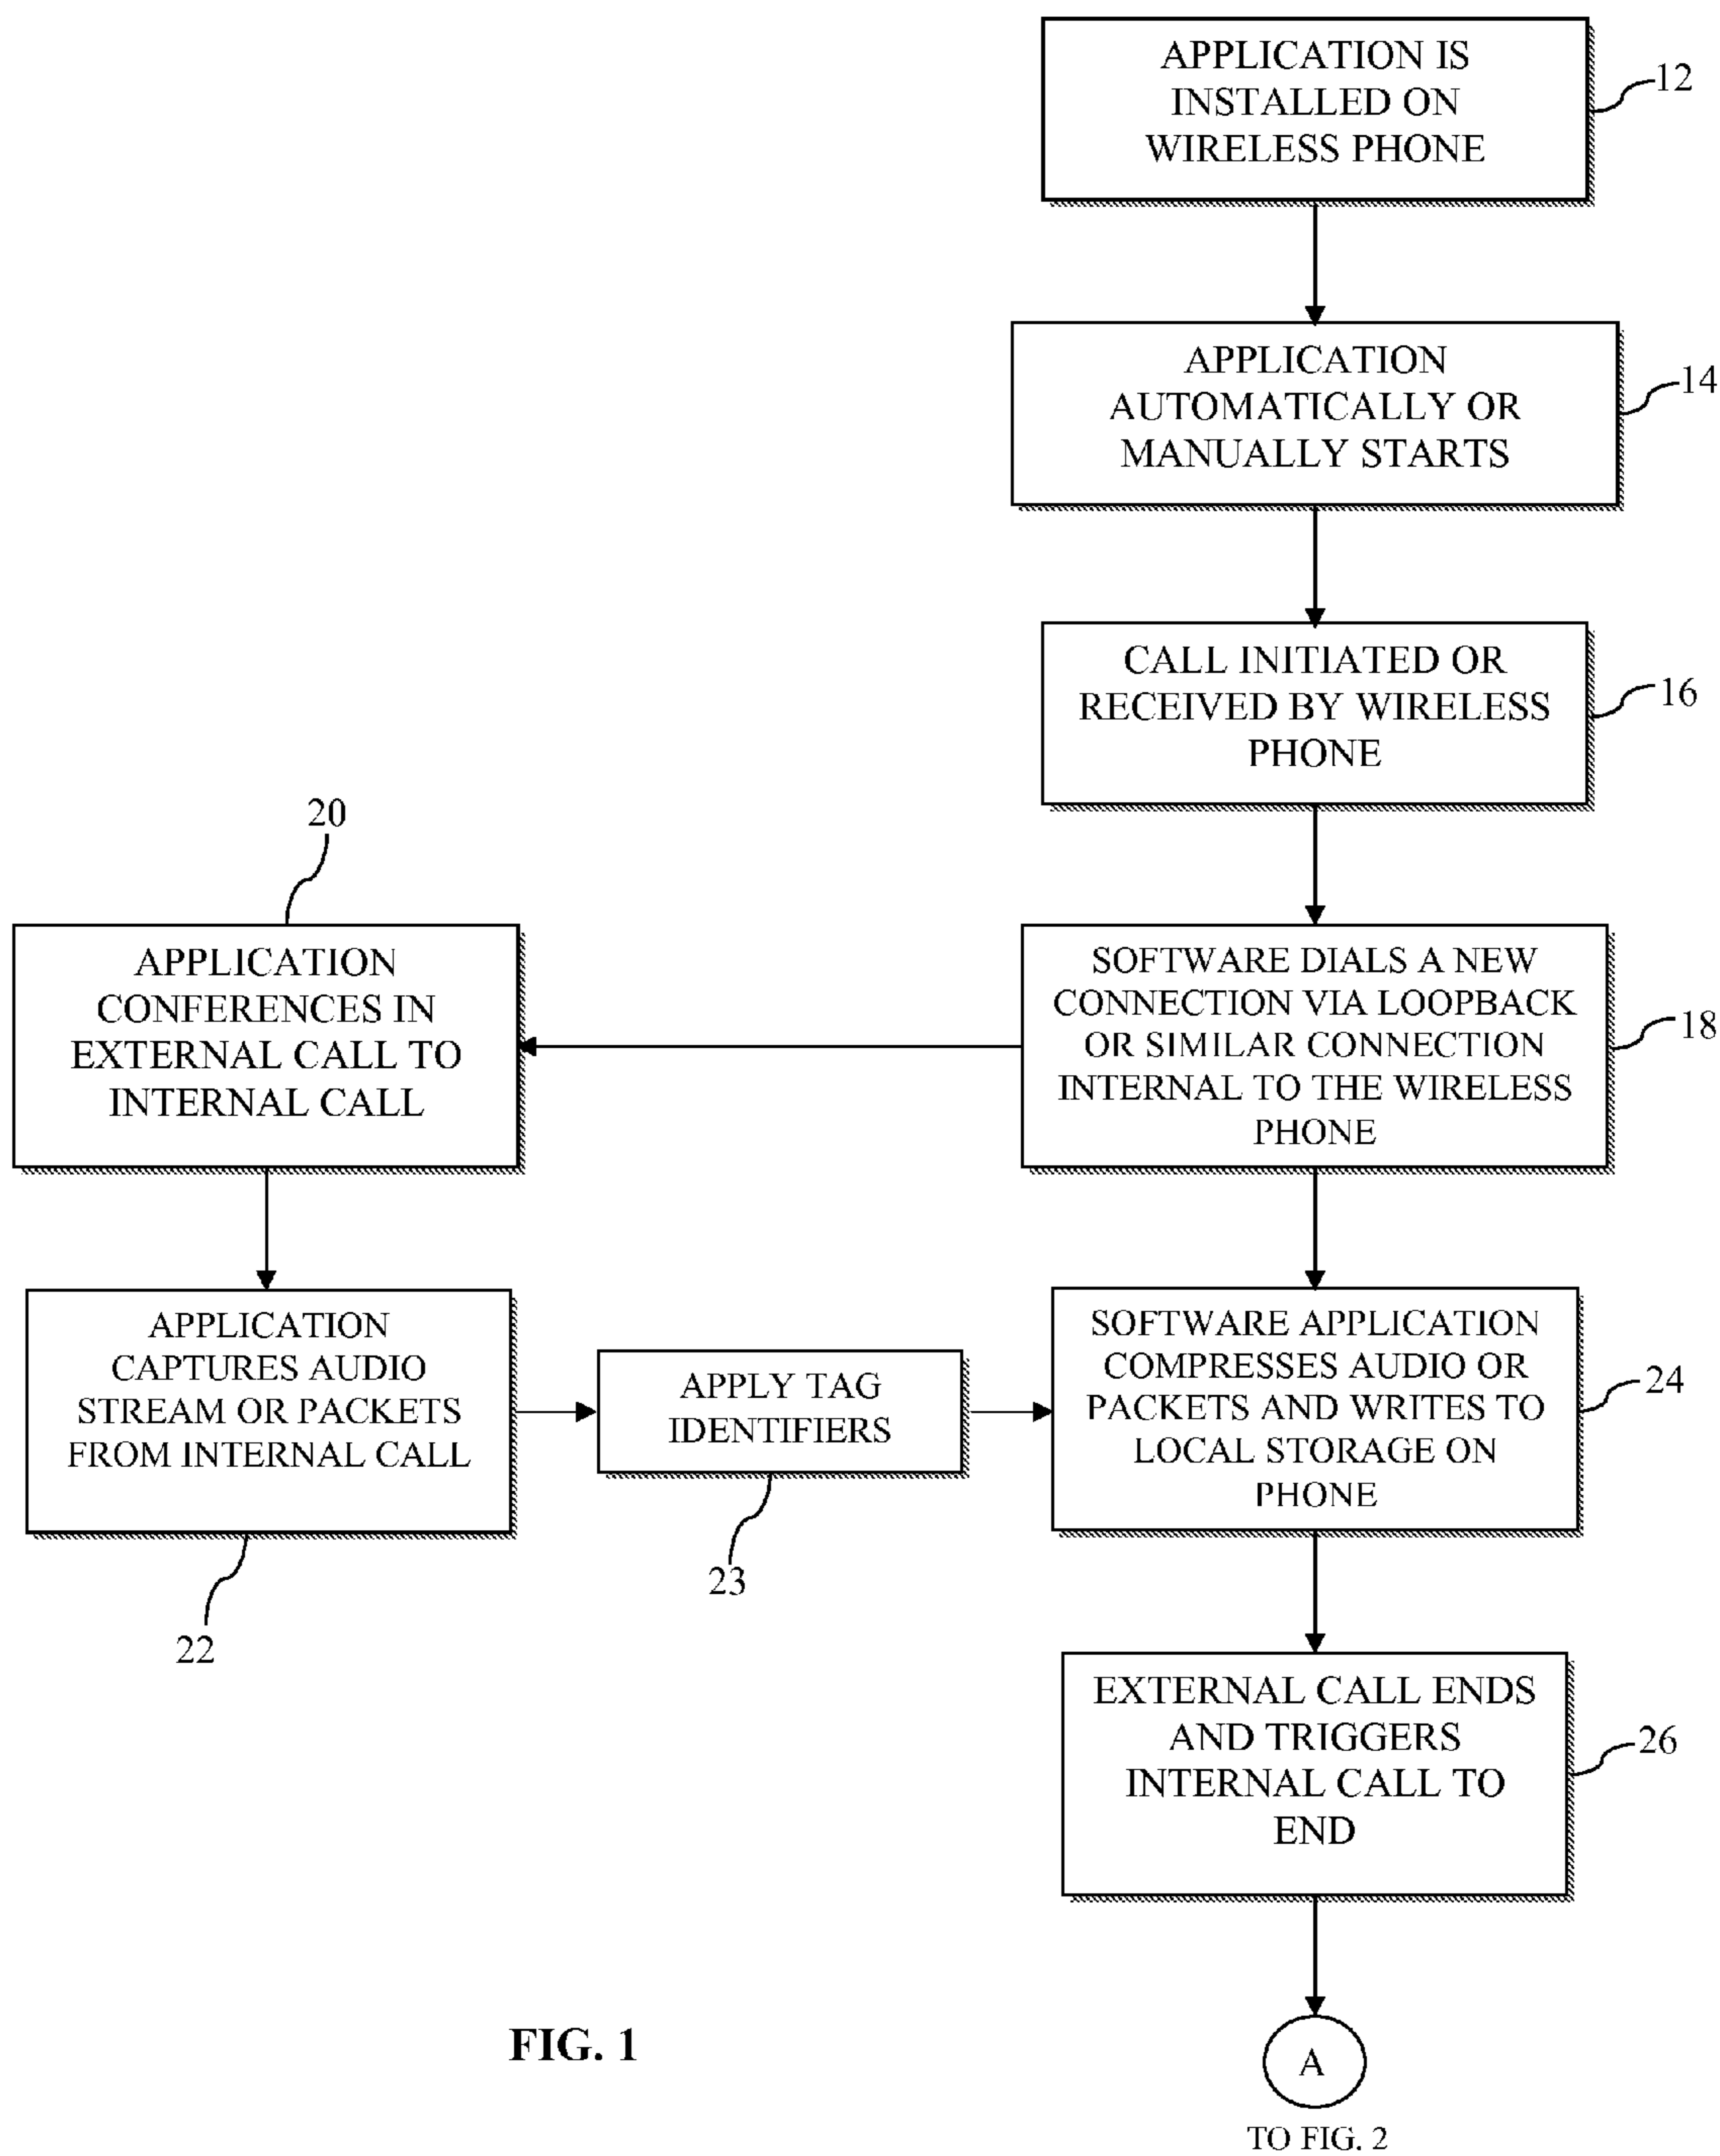 APPLICATION IS
INSTALLED ON
WIRELESS PHONE
12
APPLICATION
AUTOMATICALLY OR
MANUALLY STARTS
14
CALL INITIATED OR
RECEIVED BY WIRELESS
PHONE
16
SOFTWARE DIALS A NEW
CONNECTION VIA LOOPBACK
OR SIMILAR CONNECTION
INTERNAL TO THE WIRELESS
PHONE
18
20
APPLICATION
CONFERENCES IN
EXTERNAL CALL TO
INTERNAL CALL
APPLICATION
CAPTURES AUDIO
STREAM OR PACKETS
FROM INTERNAL CALL
22
APPLY TAG
IDENTIFIERS
23
SOFTWARE APPLICATION
COMPRESSES AUDIO OR
PACKETS AND WRITES TO
LOCAL STORAGE ON
PHONE
24
EXTERNAL CALL ENDS
AND TRIGGERS
INTERNAL CALL TO
END
26
A
TO FIG. 2
FIG. 1